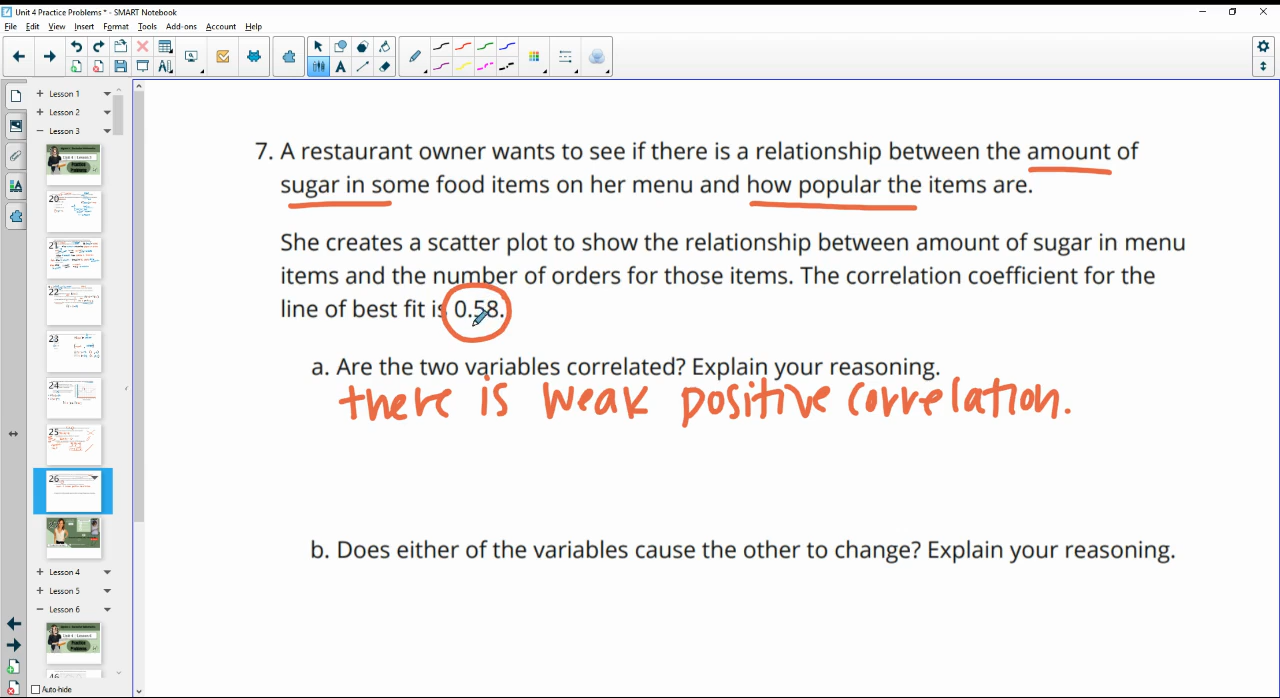 Unit 4 Practice Problems * - SMART Notebook
File Edit View Insert Format Tools Add-ons Account Help
Lesson 1
Lesson 2
Lesson 3
20
21
22
23
24
25
26
Lesson 4
Lesson 5
Lesson 6
46
Auto-hide
7. A restaurant owner wants to see if there is a relationship between the amount of
sugar in some food items on her menu and how popular the items are.
She creates a scatter plot to show the relationship between amount of sugar in menu
items and the number of orders for those items. The correlation coefficient for the
line of best fit is 0.58.
a. Are the two variables correlated? Explain your reasoning.
there is weak positive correlation.
b. Does either of the variables cause the other to change? Explain your reasoning.